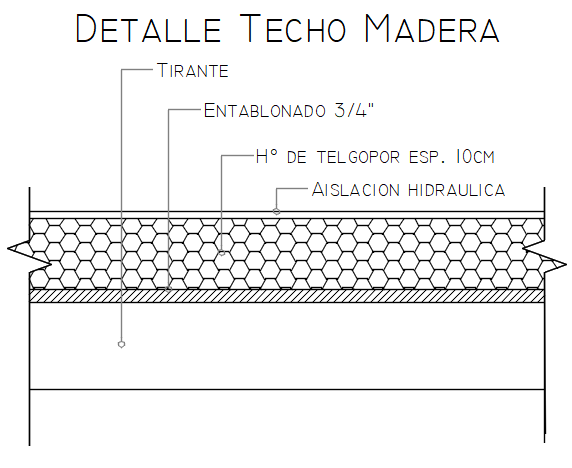 Detalle Techo Madera
Tirante
Entablonado 3/4"
H° de telgopor esp. 10cm
Aislacion hidraulica